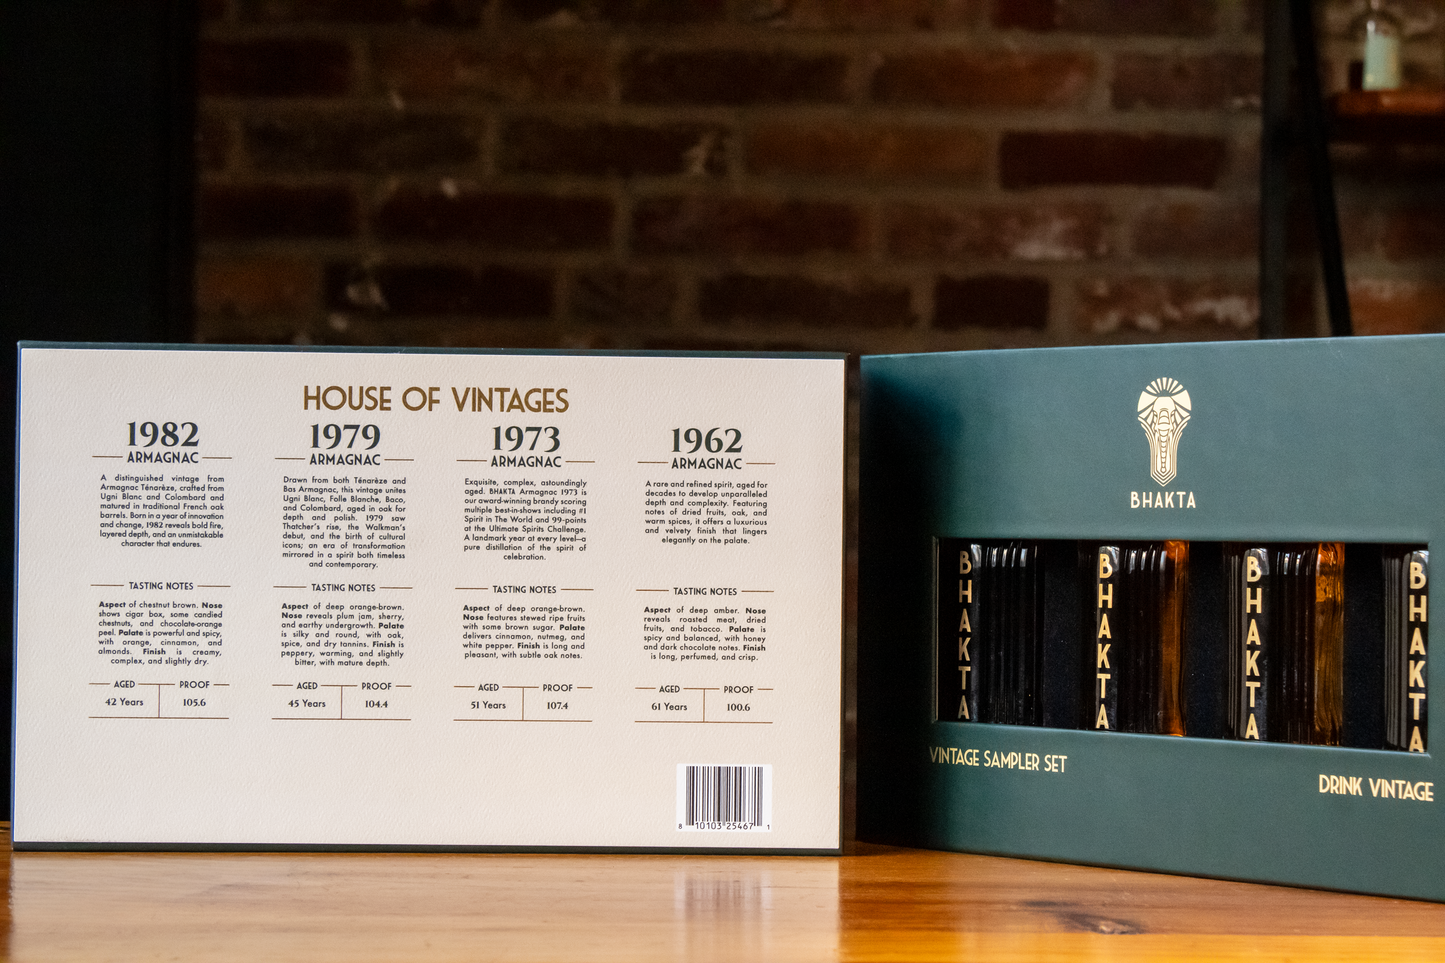 HOUSE OF VINTAGES
1982
ARMAGNAC
A distinguished vintage from
Armagnac Ténarèze, crafted from
Ugni Blanc and Colombard and
matured in traditional French oak
barrels. Born in a year of innovation
and change, 1982 reveals bold fire,
layered depth, and an unmistakable
character that endures.
TASTING NOTES
Aspect of chestnut brown. Nose
shows cigar box, some candied
chestnuts, and chocolate-orange
peel. Palate is powerful and spicy,
with orange, cinnamon, and
almonds. Finish is creamy,
complex, and slightly dry.
AGED PROOF
42 Years 105.6
1979
ARMAGNAC
Drawn from both Ténarèze and
Bas Armagnac, this vintage unites
Ugni Blanc, Folle Blanche, Baco,
and Colombard, aged in oak for
depth and polish. 1979 saw
Thatcher's rise, the Walkman's
debut, and the birth of cultural
icons; an era of transformation
mirrored in a spirit both timeless
and contemporary.
TASTING NOTES
Aspect of deep orange-brown.
Nose reveals plum jam, sherry,
and earthy undergrowth. Palate
is silky and round, with oak,
spice, and dry tannins. Finish is
peppery, warming, and slightly
bitter, with mature depth.
AGED PROOF
45 Years 104.4
1973
ARMAGNAC
Exquisite, complex, astoundingly
aged. BHAKTA Armagnac 1973 is
our award-winning brandy scoring
multiple best-in-shows including #1
Spirit in The World and 99-points
at the Ultimate Spirits Challenge.
A landmark year at every level—a
pure distillation of the spirit of
celebration.
TASTING NOTES
Aspect of deep orange-brown.
Nose features stewed ripe fruits
with some brown sugar. Palate
delivers cinnamon, nutmeg, and
white pepper. Finish is long and
pleasant, with subtle oak notes.
AGED PROOF
51 Years 107.4
1962
ARMAGNAC
A rare and refined spirit, aged for
decades to develop unparalleled
depth and complexity. Featuring
notes of dried fruits, oak, and
warm spices, it offers a luxurious
and velvety finish that lingers
elegantly on the palate.
TASTING NOTES
Aspect of deep amber. Nose
reveals roasted meat, dried
fruits, and tobacco. Palate is
spicy and balanced, with honey
and dark chocolate notes. Finish
is long, perfumed, and crisp.
AGED PROOF
61 Years 100.6
8 10103 25467 1
BHAKTA
BHAKTA
BHAKTA
BHAKTA
BHAKTA
VINTAGE SAMPLER SET
DRINK VINTAGE